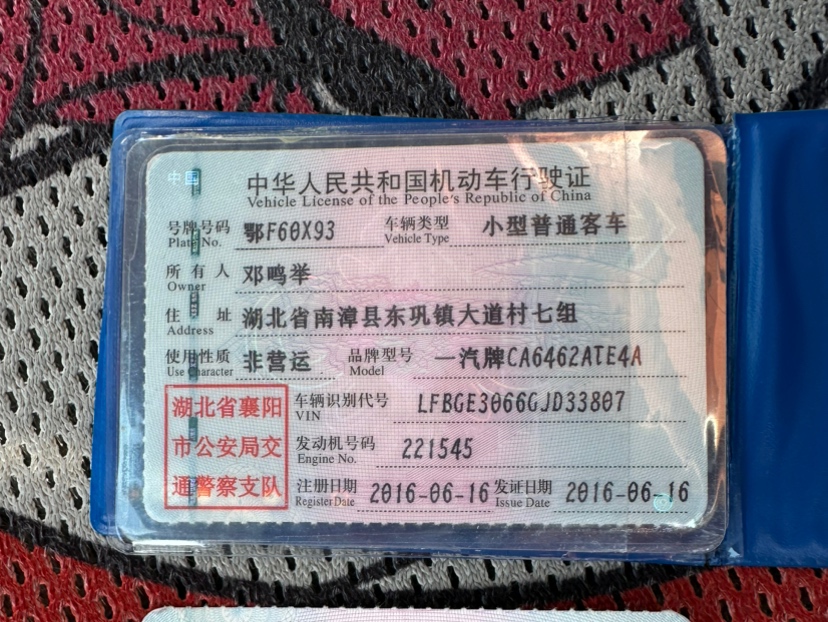 中国
中华人民共和国机动车行驶证
Vehicle License of the People's Republic of China
号牌号码 鄂F60X93 车辆类型 小型普通客车
Plate No. Vehicle Type
所有人 邓鸣举
Owner
住址 湖北省南漳县东巩镇大道村七组
Address
使用性质 非营运 品牌型号 一汽牌CA6462ATE4A
Use Character Model
湖北省襄阳 车辆识别代号 LFBGE3066GJD33807
VIN
市公安局交 发动机号码 221545
Engine No.
通警察支队 注册日期 2016-06-16 发证日期 2016-06-16
Register Date Issue Date